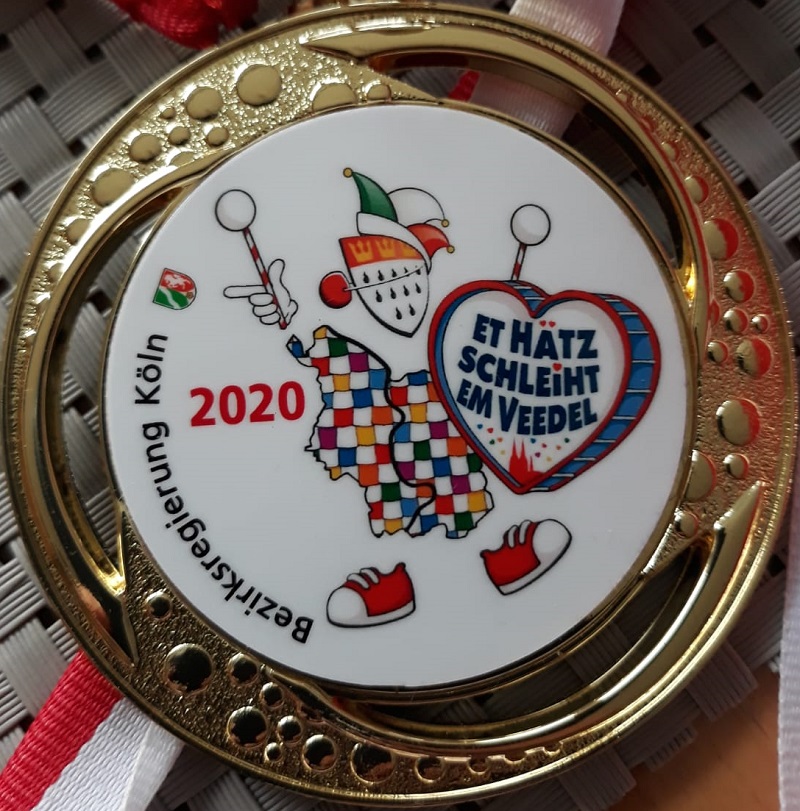 2020
ET HÄTZ
SCHLEiHT
EM VEEDEL
Bezirksregierung Köln